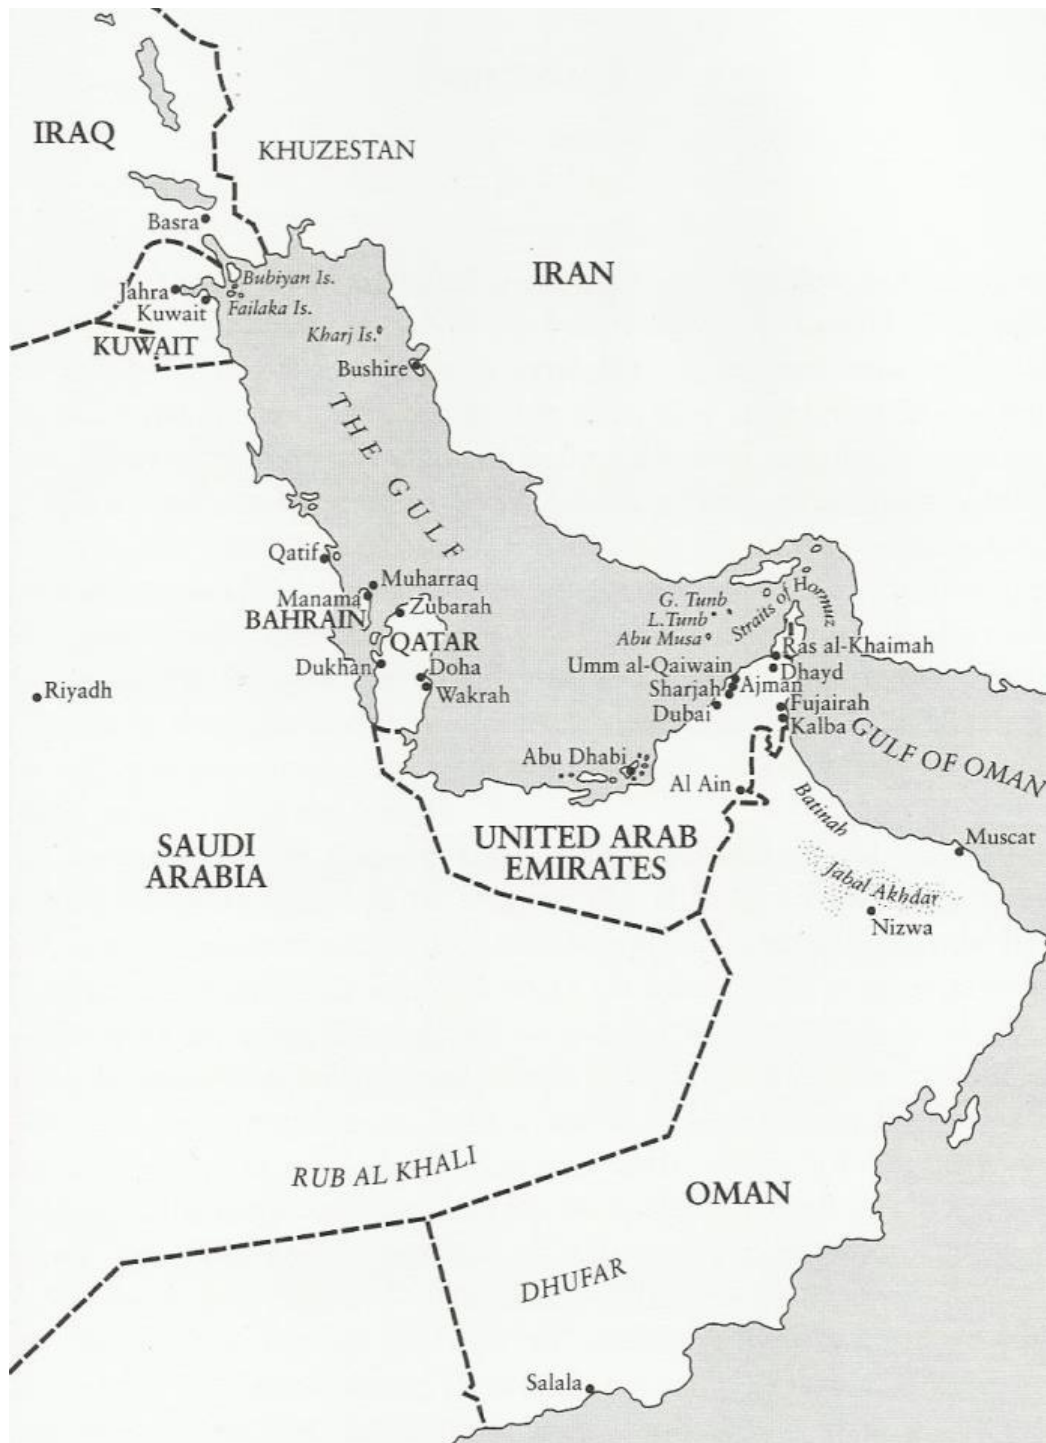 IRAQ
KHUZESTAN
Basra
IRAN
Bubiyan Is.
Jahra
Kuwait
Failaka Is.
Kharj Is.
KUWAIT
Bushire
THE GULF
Qatif
Muharraq
Manama
Zubarah
BAHRAIN
QATAR
Dukhan
Doha
Wakrah
Riyadh
G. Tunb
L.Tunb
Abu Musa
Straits of Hormuz
Ras al-Khaimah
Umm al-Qaiwain
Dhayd
Sharjah
Ajman
Dubai
Fujairah
Kalba
GULF OF OMAN
Abu Dhabi
Al Ain
Batinah
Muscat
SAUDI
ARABIA
UNITED ARAB
EMIRATES
Jabal Akhdar
Nizwa
RUB AL KHALI
OMAN
DHUFAR
Salala